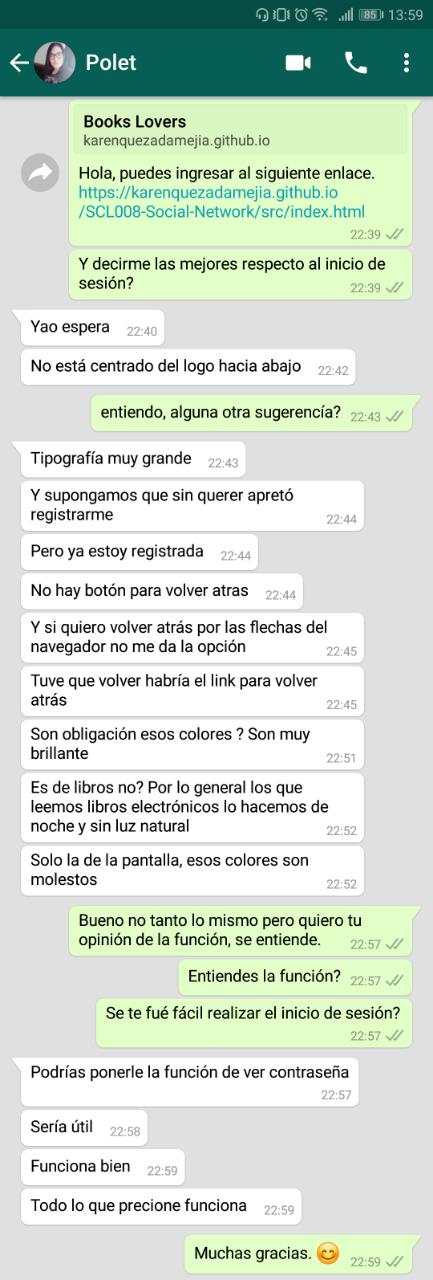 85 13:59
Polet
Books Lovers
karenquezadamejia.github.io
Hola, puedes ingresar al siguiente enlace.
https://karenquezadamejia.github.io
/SCL008-Social-Network/src/index.html
22:39
Y decirme las mejores respecto al inicio de
sesión?
22:39
Yao espera 22:40
No está centrado del logo hacia abajo 22:42
entiendo, alguna otra sugerencía? 22:43
Tipografía muy grande 22:43
Y supongamos que sin querer apretó
registrarme
22:44
Pero ya estoy registrada 22:44
No hay botón para volver atras 22:44
Y si quiero volver atrás por las flechas del
navegador no me da la opción
22:45
Tuve que volver habría el link para volver
atrás
22:45
Son obligación esos colores ? Son muy
brillante
22:51
Es de libros no? Por lo general los que
leemos libros electrónicos lo hacemos de
noche y sin luz natural
22:52
Solo la de la pantalla, esos colores son
molestos
22:52
Bueno no tanto lo mismo pero quiero tu
opinión de la función, se entiende.
22:57
Entiendes la función? 22:57
Se te fué fácil realizar el inicio de sesión?
22:57
Podrías ponerle la función de ver contraseña
22:57
Sería útil 22:58
Funciona bien 22:59
Todo lo que precione funciona 22:59
Muchas gracias. 😊 22:59